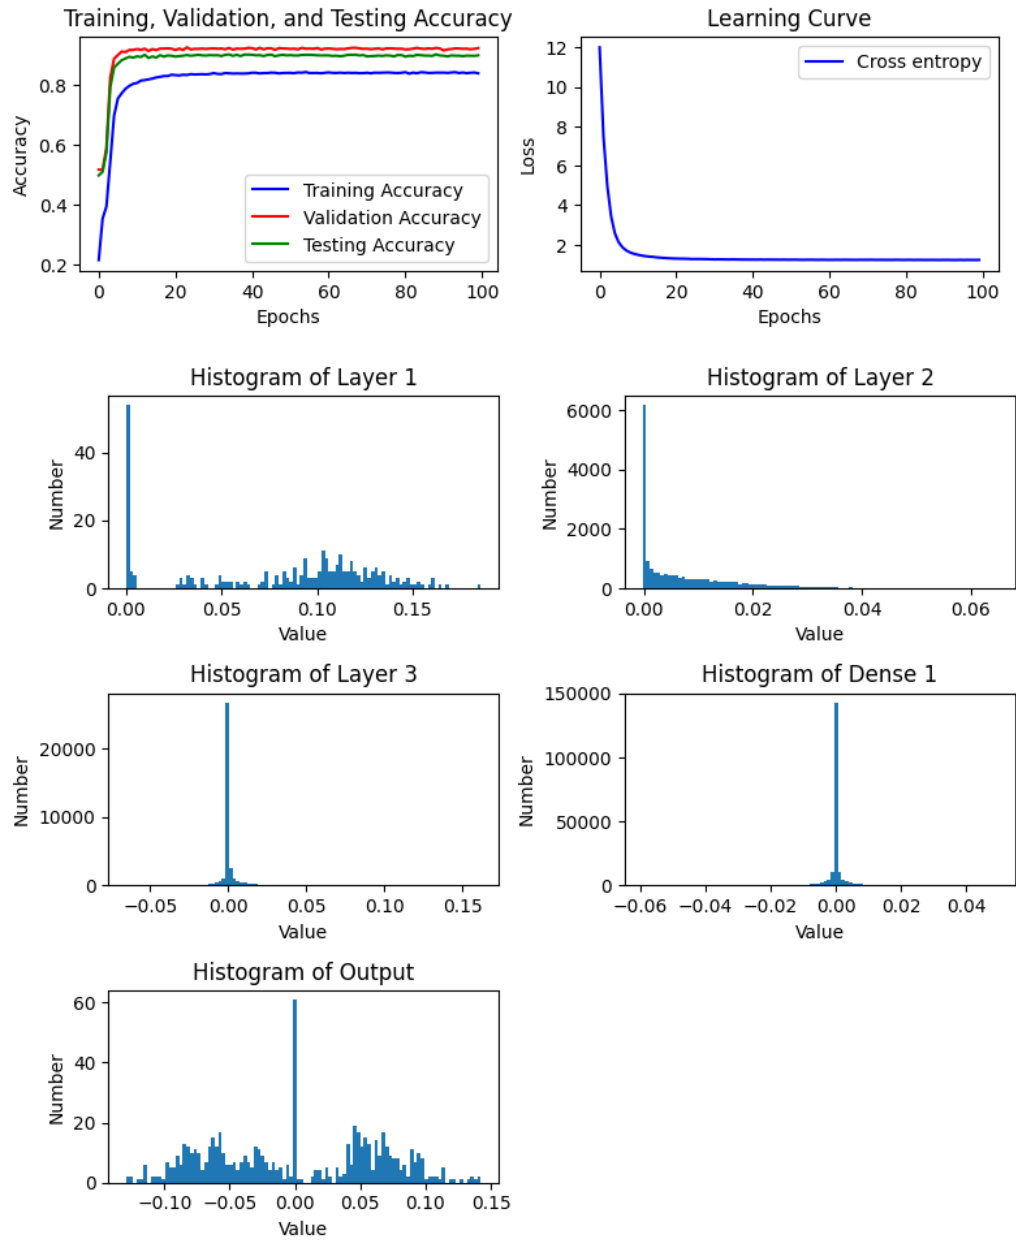 Training, Validation, and Testing Accuracy
Accuracy
0.8
0.6
0.4
0.2
Training Accuracy
Validation Accuracy
Testing Accuracy
0 20 40 60 80 100
Epochs
Learning Curve
Loss
12
10
8
6
4
2
Cross entropy
0 20 40 60 80 100
Epochs
Histogram of Layer 1
Number
40
20
0
0.00 0.05 0.10 0.15
Value
Histogram of Layer 2
Number
6000
4000
2000
0
0.00 0.02 0.04 0.06
Value
Histogram of Layer 3
Number
20000
10000
0
−0.05 0.00 0.05 0.10 0.15
Value
Histogram of Dense 1
Number
150000
100000
50000
0
−0.06 −0.04 −0.02 0.00 0.02 0.04
Value
Histogram of Output
Number
60
40
20
0
−0.10 −0.05 0.00 0.05 0.10 0.15
Value